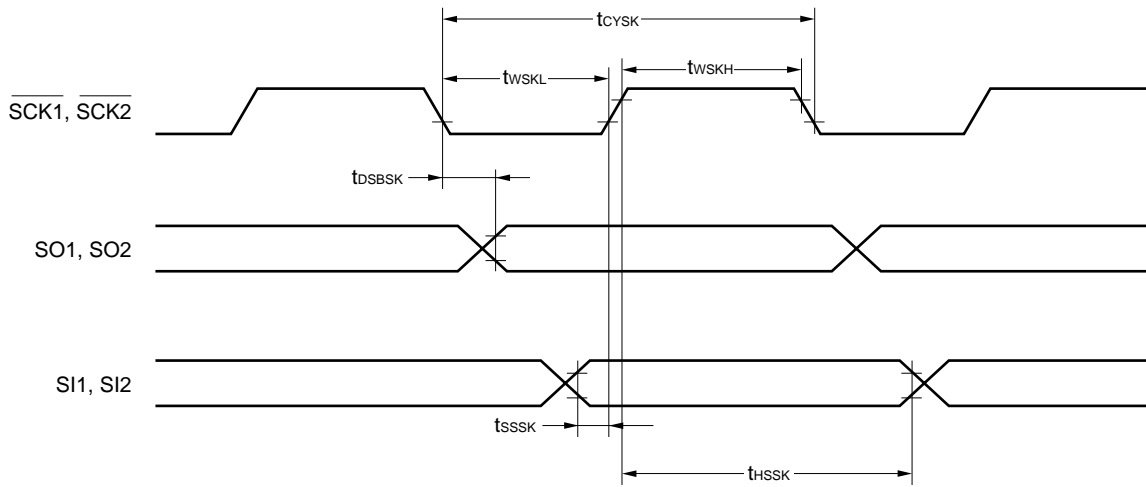 tCYSK
tWSKL
tWSKH
SCK1, SCK2
tDSBSK
SO1, SO2
SI1, SI2
tSSSK
tHSSK